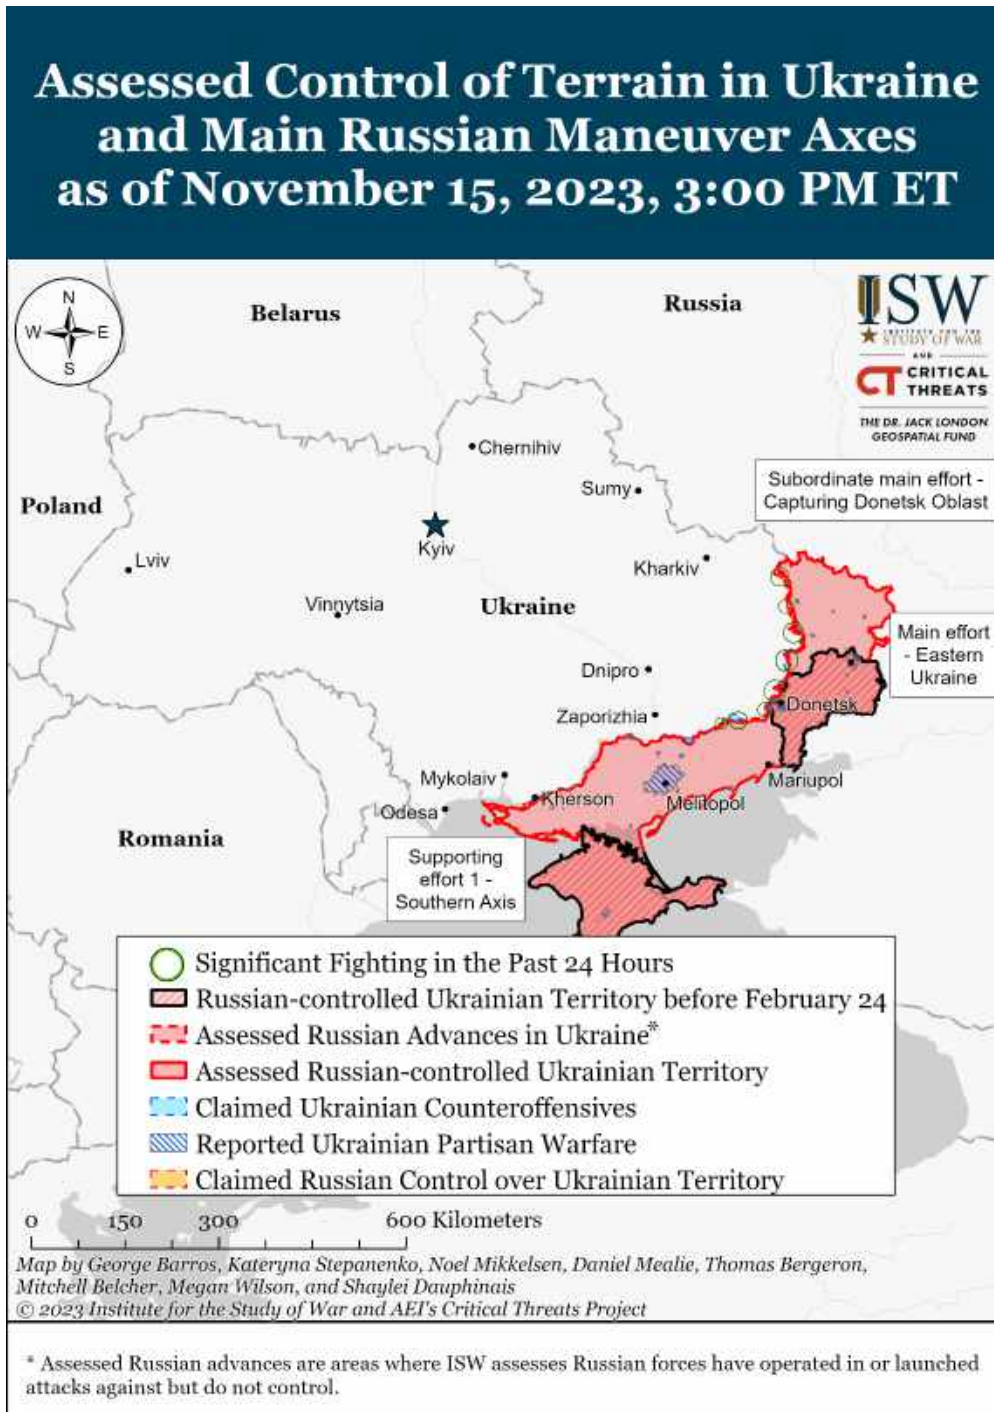 Assessed Control of Terrain in Ukraine
and Main Russian Maneuver Axes
as of November 15, 2023, 3:00 PM ET
N
W
E
S
Belarus
Russia
ISW
INSTITUTE FOR THE
STUDY OF WAR
AND
CT CRITICAL
THREATS
THE DR. JACK LONDON
GEOSPATIAL FUND
Chernihiv
Subordinate main effort -
Capturing Donetsk Oblast
Sumy
Poland
Kyiv
Lviv
Kharkiv
Vinnytsia
Ukraine
Main effort
- Eastern
Ukraine
Dnipro
Donetsk
Zaporizhia
Mykolaiv
Mariupol
Kherson
Melitopol
Odesa
Romania
Supporting
effort 1 -
Southern Axis
Significant Fighting in the Past 24 Hours
Russian-controlled Ukrainian Territory before February 24
Assessed Russian Advances in Ukraine*
Assessed Russian-controlled Ukrainian Territory
Claimed Ukrainian Counteroffensives
Reported Ukrainian Partisan Warfare
Claimed Russian Control over Ukrainian Territory
0 150 300 600 Kilometers
Map by George Barros, Kateryna Stepanenko, Noel Mikkelsen, Daniel Mealie, Thomas Bergeron,
Mitchell Belcher, Megan Wilson, and Shaylei Dauphinais
© 2023 Institute for the Study of War and AEI's Critical Threats Project
* Assessed Russian advances are areas where ISW assesses Russian forces have operated in or launched
attacks against but do not control.